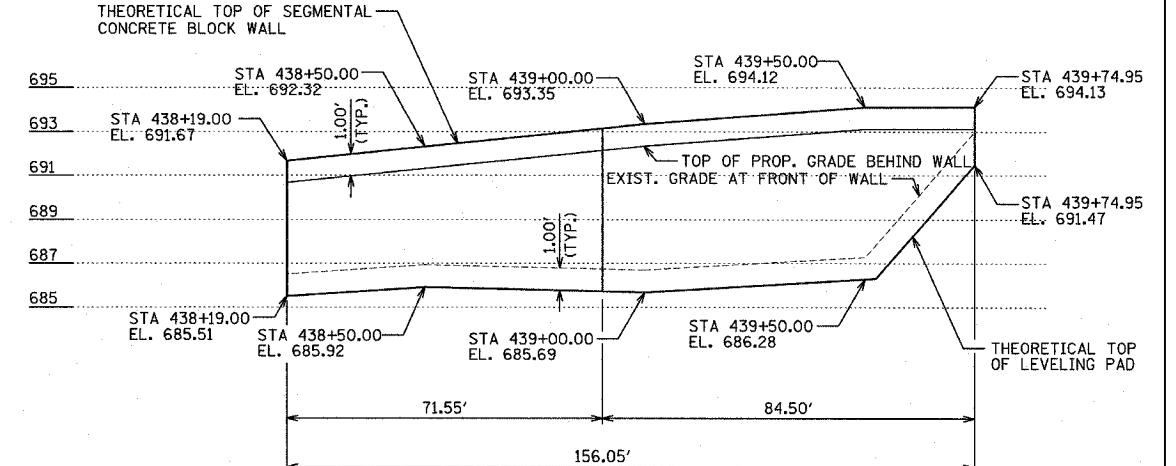 THEORETICAL TOP OF SEGMENTAL
CONCRETE BLOCK WALL
STA 438+50.00
EL. 692.32
STA 439+00.00
EL. 693.35
STA 439+50.00
EL. 694.12
STA 439+74.95
EL. 694.13
695
693
691
689
687
685
STA 438+19.00
EL. 691.67
1.00'
(TYP.)
TOP OF PROP. GRADE BEHIND WALL
EXIST. GRADE AT FRONT OF WALL
1.00'
(TYP.)
STA 439+74.95
EL. 691.47
STA 438+19.00
EL. 685.51
STA 438+50.00
EL. 685.92
STA 439+00.00
EL. 685.69
STA 439+50.00
EL. 686.28
THEORETICAL TOP
OF LEVELING PAD
71.55'
84.50'
156.05'